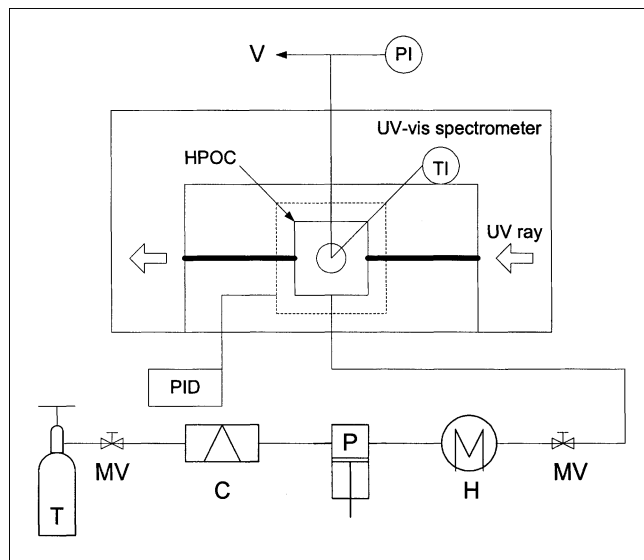 V
PI
UV-vis spectrometer
HPOC
TI
UV ray
PID
P
MV
C
H
MV
T